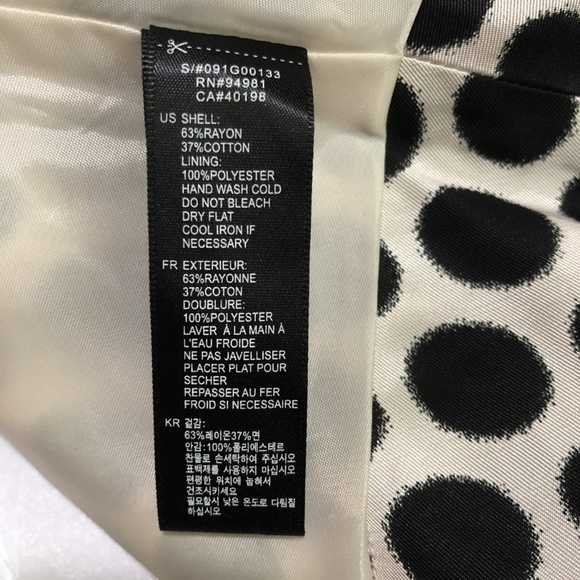 S/#091G00133
RN#94981
CA#40198
US SHELL:
63%RAYON
37%COTTON
LINING:
100%POLYESTER
HAND WASH COLD
DO NOT BLEACH
DRY FLAT
COOL IRON IF
NECESSARY
FR EXTERIEUR:
63%RAYONNE
37%COTON
DOUBLURE:
100%POLYESTER
LAVER À LA MAIN À
L'EAU FROIDE
NE PAS JAVELLISER
PLACER PLAT POUR
SECHER
REPASSER AU FER
FROID SI NECESSAIRE
KR 겉감:
63%레이온37%면
안감:100%폴리에스테르
찬물로 손세탁하여 주십시오
표백제를 사용하지 마십시오
편평한 위치에 눕혀서
건조시키세요
필요할시 낮은 온도로 다림질
하십시오